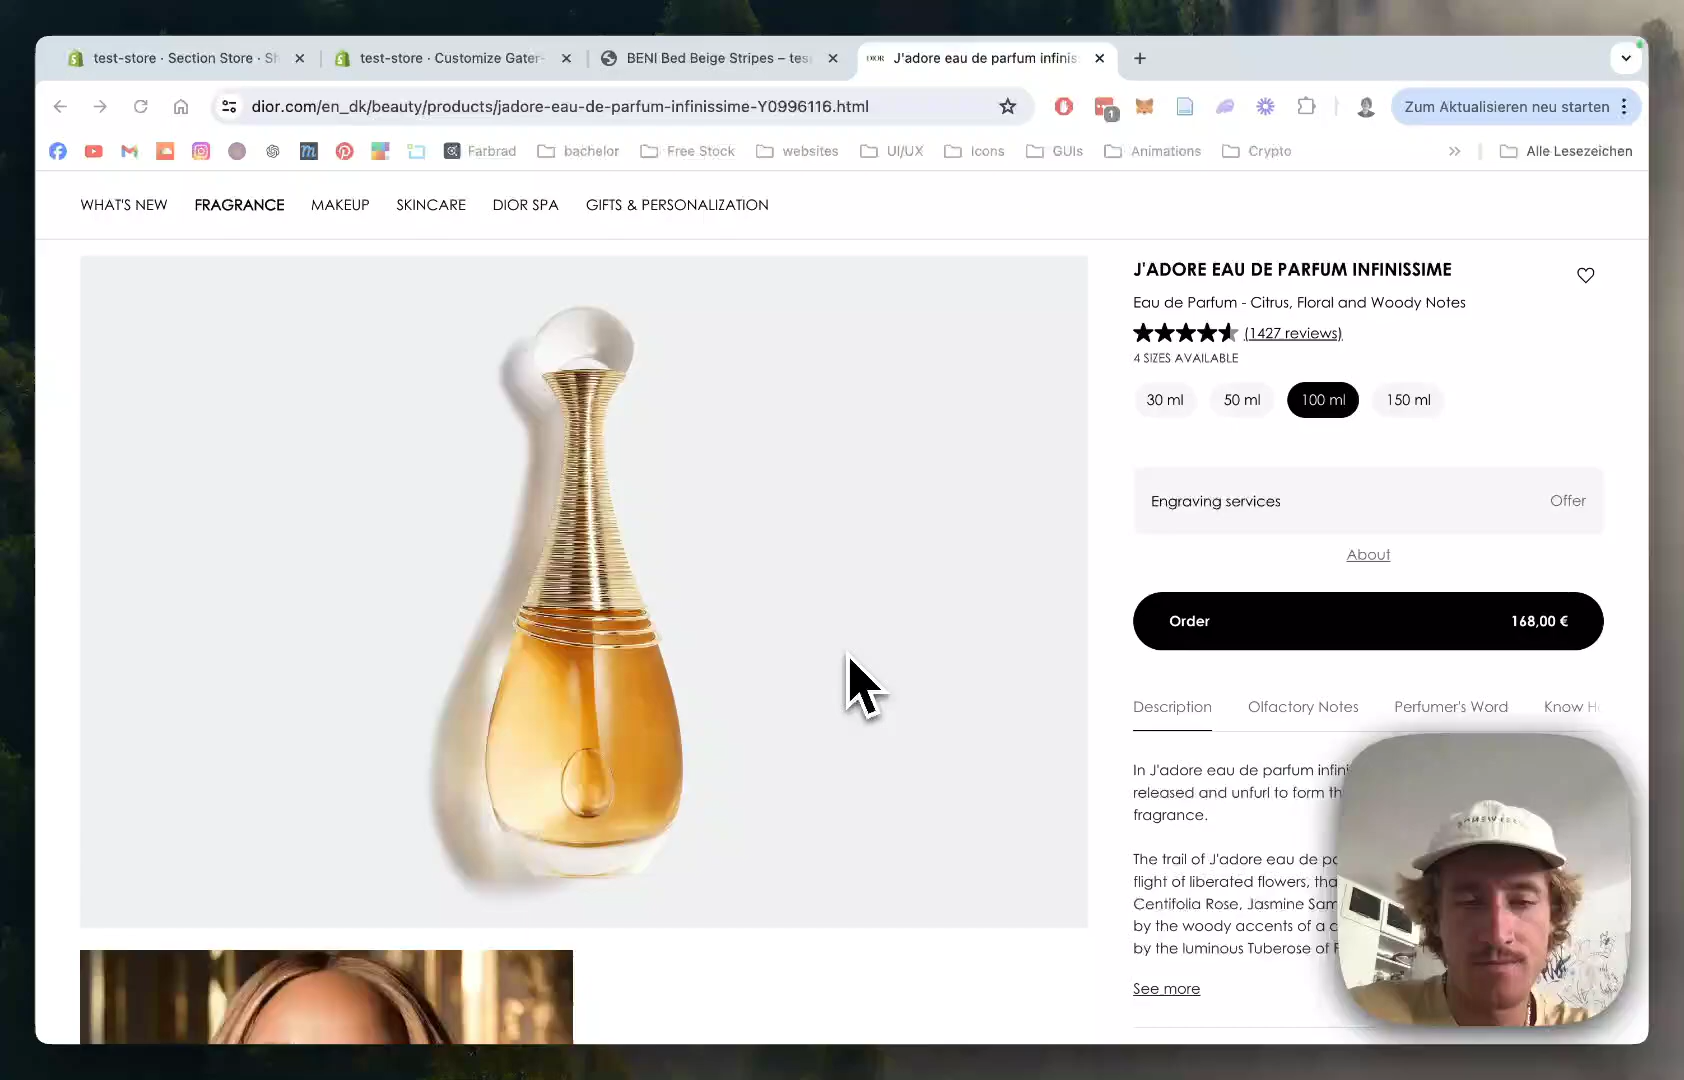 test-store · Section Store · Sh
test-store · Customize Gater-
BENI Bed Beige Stripes – tes
DIOR J'adore eau de parfum infinis
dior.com/en_dk/beauty/products/jadore-eau-de-parfum-infinissime-Y0996116.html
1
Zum Aktualisieren neu starten
Farbrad
bachelor
Free Stock
websites
UI/UX
Icons
GUIs
Animations
Crypto
Alle Lesezeichen
WHAT'S NEW
FRAGRANCE
MAKEUP
SKINCARE
DIOR SPA
GIFTS & PERSONALIZATION
J'ADORE EAU DE PARFUM INFINISSIME
Eau de Parfum - Citrus, Floral and Woody Notes
(1427 reviews)
4 SIZES AVAILABLE
30 ml
50 ml
100 ml
150 ml
Engraving services
Offer
About
Order
168,00 €
Description
Olfactory Notes
Perfumer's Word
Know H
In J'adore eau de parfum infini
released and unfurl to form th
fragrance.
The trail of J'adore eau de pa
flight of liberated flowers, tha
Centifolia Rose, Jasmine Sam
by the woody accents of a c
by the luminous Tuberose of
See more